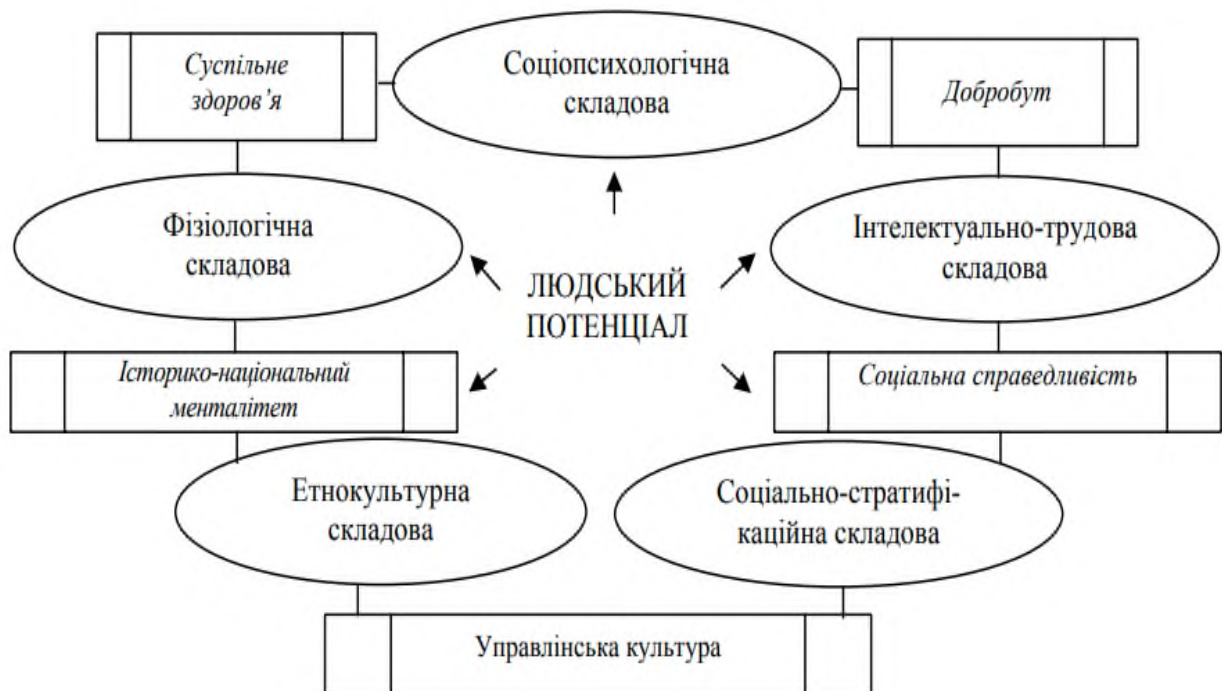 Суспільне
здоров’я
Соціопсихологічна
складова
Добробут
Фізіологічна
складова
Інтелектуально-трудова
складова
ЛЮДСЬКИЙ
ПОТЕНЦІАЛ
Історико-національний
менталітет
Соціальна справедливість
Етнокультурна
складова
Соціально-стратифі-
каційна складова
Управлінська культура